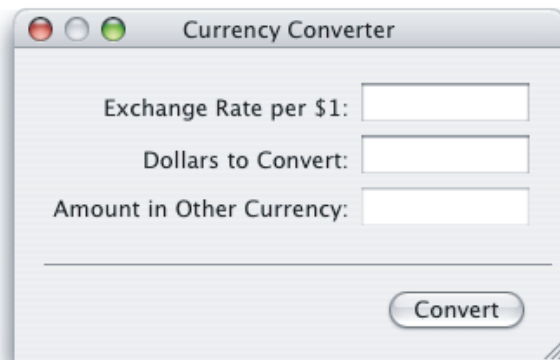 Currency Converter
Exchange Rate per $1:
Dollars to Convert:
Amount in Other Currency:
Convert